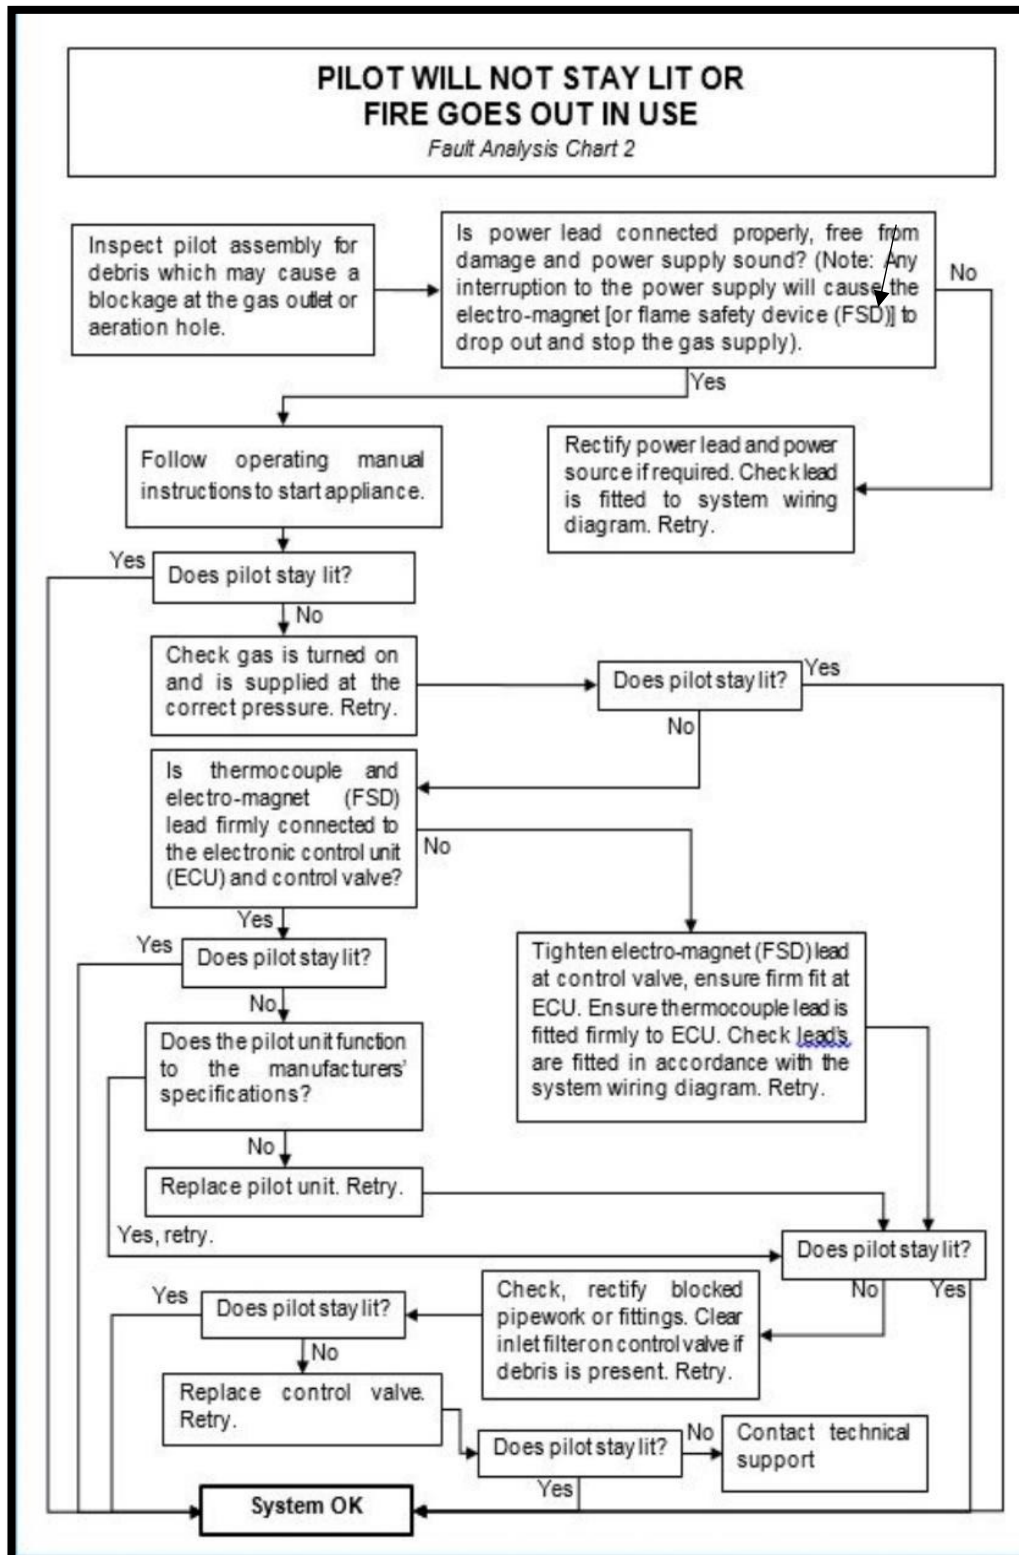 PILOT WILL NOT STAY LIT OR
FIRE GOES OUT IN USE
Fault Analysis Chart 2
Inspect pilot assembly for
debris which may cause a
blockage at the gas outlet or
aeration hole.
Is power lead connected properly, free from
damage and power supply sound? (Note: Any
interruption to the power supply will cause the
electro-magnet [or flame safety device (FSD)] to
drop out and stop the gas supply).
No
Yes
Follow operating manual
instructions to start appliance.
Rectify power lead and power
source if required. Check lead
is fitted to system wiring
diagram. Retry.
Yes
Does pilot stay lit?
No
Check gas is turned on
and is supplied at the
correct pressure. Retry.
Does pilot stay lit?
Yes
No
Is thermocouple and
electro-magnet (FSD)
lead firmly connected to
the electronic control unit
(ECU) and control valve?
No
Yes
Yes
Does pilot stay lit?
No
Tighten electro-magnet (FSD) lead
at control valve, ensure firm fit at
ECU. Ensure thermocouple lead is
fitted firmly to ECU. Check lead's
are fitted in accordance with the
system wiring diagram. Retry.
Does the pilot unit function
to the manufacturers'
specifications?
No
Replace pilot unit. Retry.
Yes, retry.
Does pilot stay lit?
No
Yes
Check, rectify blocked
pipework or fittings. Clear
inlet filter on control valve if
debris is present. Retry.
Yes
Does pilot stay lit?
No
Replace control valve.
Retry.
Does pilot stay lit?
No
Contact technical
support
Yes
System OK